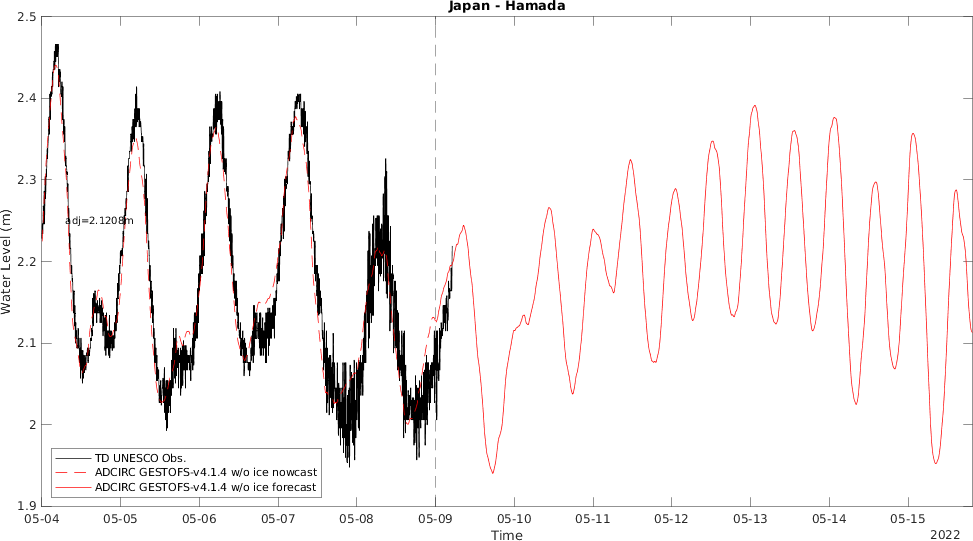 Japan - Hamada
2.5
2.4
2.3
2.2
2.1
2
1.9
Water Level (m)
adj=2.1208m
TD UNESCO Obs.
ADCIRC GESTOFS-v4.1.4 w/o ice nowcast
ADCIRC GESTOFS-v4.1.4 w/o ice forecast
05-04 05-05 05-06 05-07 05-08 05-09 05-10 05-11 05-12 05-13 05-14 05-15
Time
2022